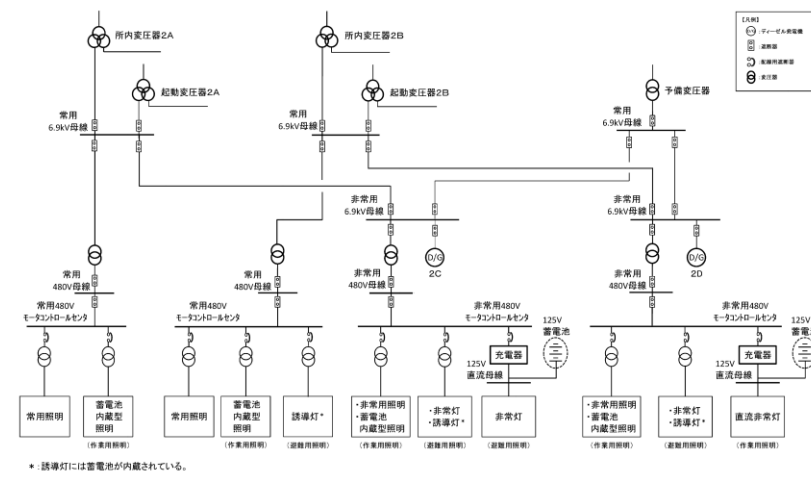 所内変圧器2A
所内変圧器2B
起動変圧器2A
起動変圧器2B
予備変圧器
【凡例】
D/G :ディーゼル発電機
:遮断器
:配線用遮断器
:変圧器
常用
6.9kV母線
常用
6.9kV母線
常用
6.9kV母線
非常用
6.9kV母線
非常用
6.9kV母線
D/G
2C
D/G
2D
常用
480V母線
常用
480V母線
非常用
480V母線
非常用
480V母線
常用480V
モータコントロールセンタ
常用480V
モータコントロールセンタ
非常用480V
モータコントロールセンタ
非常用480V
モータコントロールセンタ
125V
蓄電池
充電器
125V
直流母線
125V
蓄電
充電器
125V
直流母線
常用照明
蓄電池
内蔵型
照明
(作業用照明)
常用照明
蓄電池
内蔵型
照明
(作業用照明)
誘導灯*
(避難用照明)
・非常用照明
・蓄電池
内蔵型照明
(作業用照明)
・非常灯
・誘導灯*
(避難用照明)
非常灯
(避難用照明)
・非常用照明
・蓄電池
内蔵型照明
(作業用照明)
・非常灯
・誘導灯*
(避難用照明)
直流非常灯
(作業用照明)
*:誘導灯には蓄電池が内蔵されている。